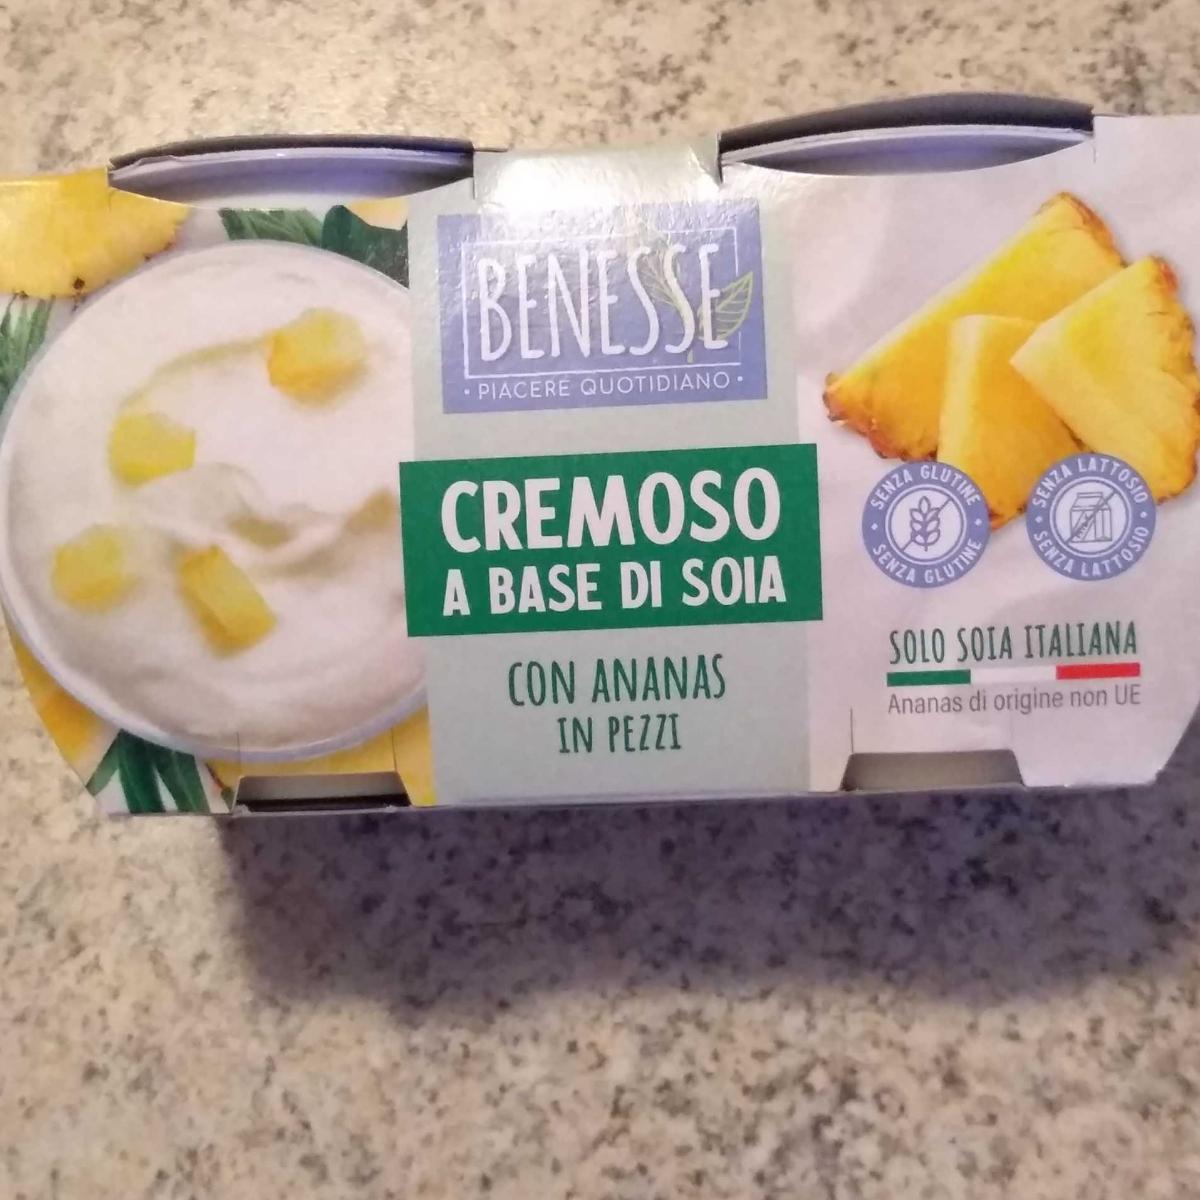 BENESSE
• PIACERE QUOTIDIANO •
CREMOSO
A BASE DI SOIA
CON ANANAS
IN PEZZI
SENZA GLUTINE • SENZA GLUTINE •
SENZA LATTOSIO • SENZA LATTOSIO •
SOLO SOIA ITALIANA
Ananas di origine non UE